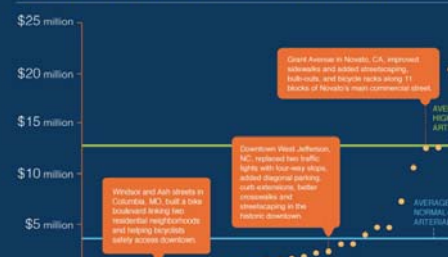 $25 million
$20 million
$15 million
$10 million
$5 million
Grant Avenue in Novato, CA, improved
sidewalks and added streetscaping,
bulb-outs, and bicycle racks along 11
blocks of Novato's main commercial street.
AVE
HIG
ART
Downtown West Jefferson,
NC, replaced two traffic
lights with four-way stops,
added diagonal parking,
curb extensions, better
crosswalks and
streetscaping in the
historic downtown.
Windsor and Ash streets in
Columbia, MO, built a bike
boulevard linking two
residential neighborhoods
and helping bicyclists
safely access downtown.
AVERAGE
NORMAL
ARTERIAL